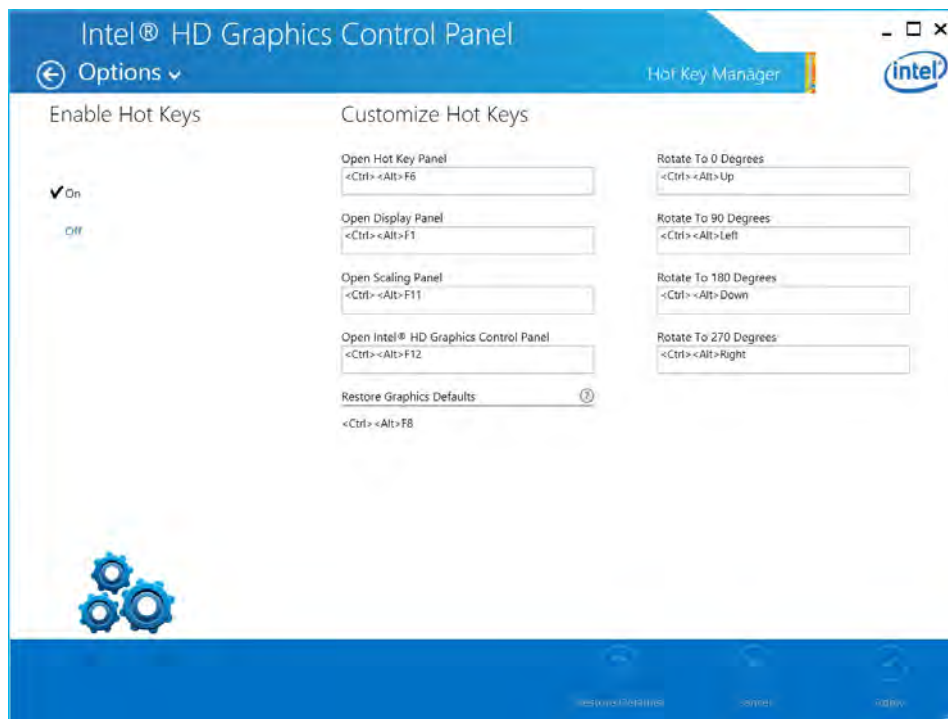 Intel® HD Graphics Control Panel
Options
Hot Key Manager
intel
Enable Hot Keys
On
Off
Customize Hot Keys
Open Hot Key Panel
<Ctrl><Alt>F6
Open Display Panel
<Ctrl><Alt>F1
Open Scaling Panel
<Ctrl><Alt>F11
Open Intel® HD Graphics Control Panel
<Ctrl><Alt>F12
Restore Graphics Defaults
<Ctrl><Alt>F8
Rotate To 0 Degrees
<Ctrl><Alt>Up
Rotate To 90 Degrees
<Ctrl><Alt>Left
Rotate To 180 Degrees
<Ctrl><Alt>Down
Rotate To 270 Degrees
<Ctrl><Alt>Right